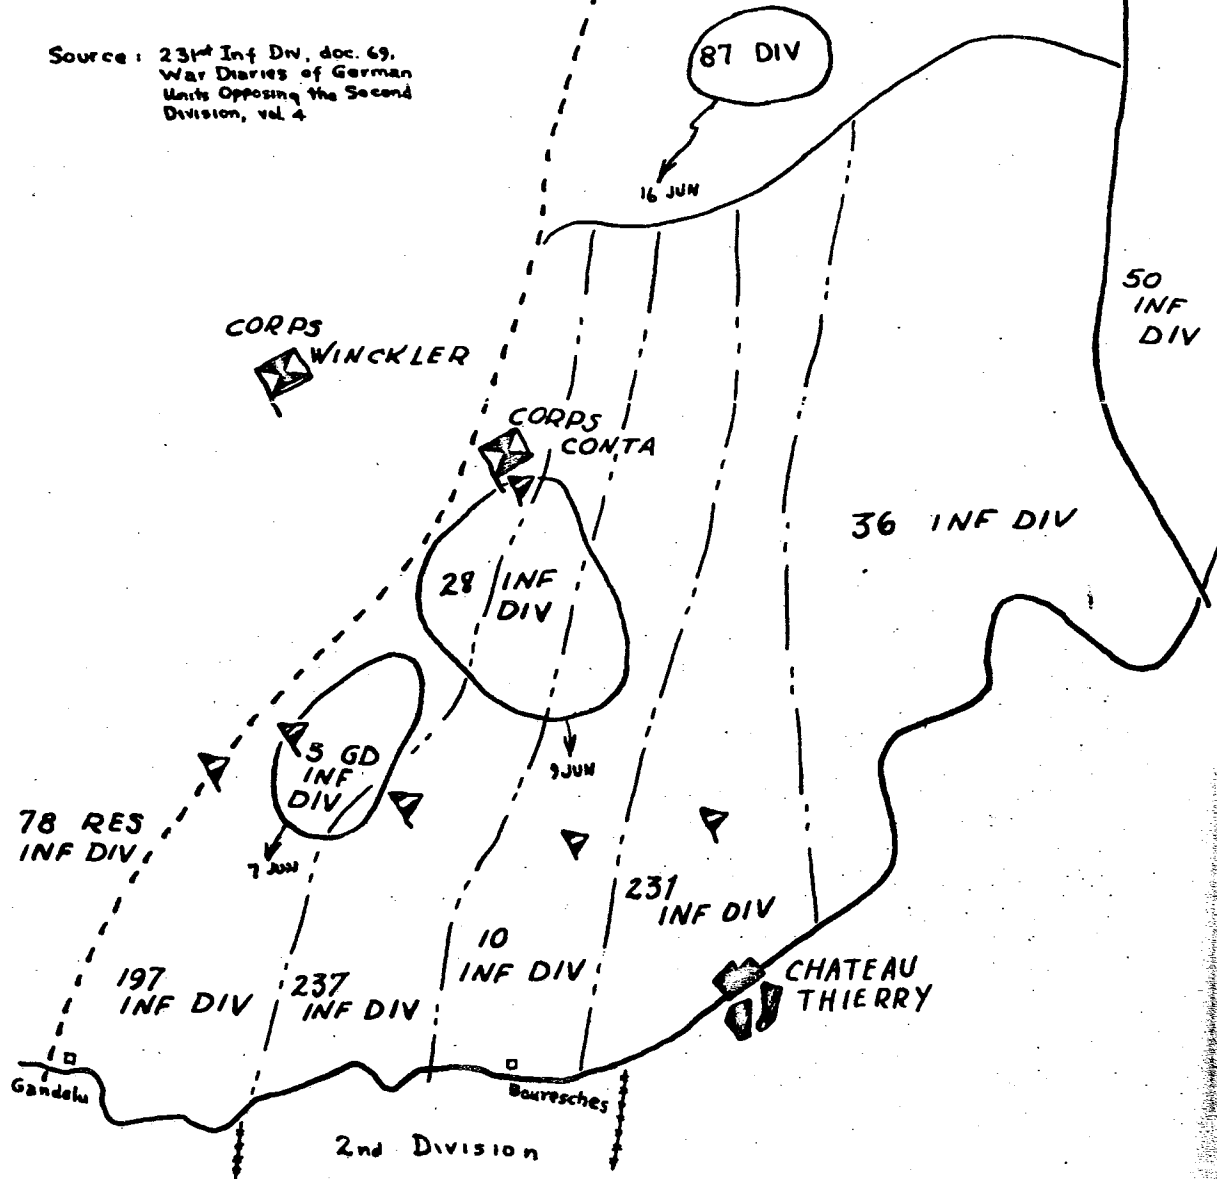 Source: 231st Inf Div, doc. 69,
War Diaries of German
Units Opposing the Second
Division, vol. 4
87 DIV
16 JUN
50
INF
DIV
CORPS
WINCKLER
CORPS
CONTA
36 INF DIV
28 INF
DIV
5 GD
INF
DIV
9 JUN
78 RES
INF DIV
7 JUN
231
INF DIV
10
INF DIV
197
INF DIV
237
INF DIV
CHATEAU
THIERRY
Gandelu
Bouresches
2nd Division